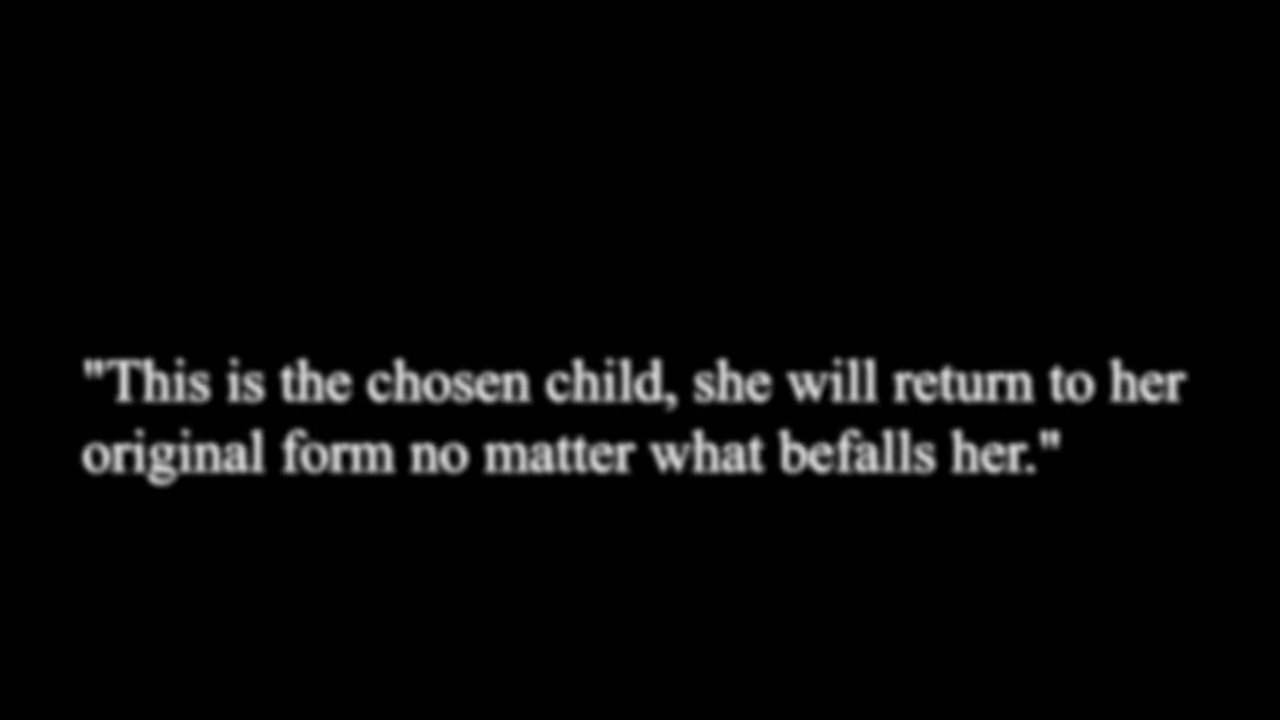 "This is the chosen child, she will return to her
original form no matter what befalls her."